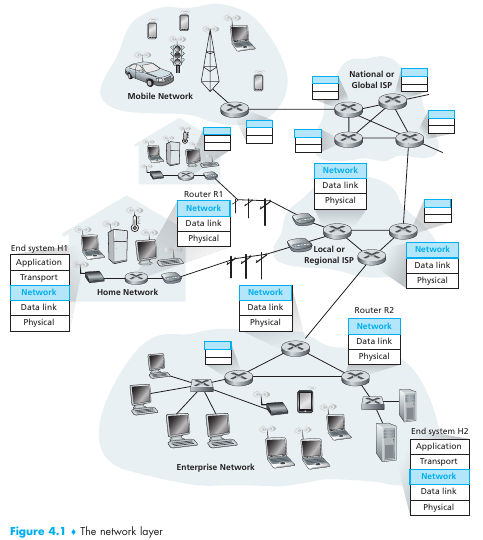 National or
Global ISP
Mobile Network
Network
Data link
Physical
Router R1
Network
Data link
Physical
End system H1
Application
Transport
Network
Data link
Physical
Home Network
Local or
Regional ISP
Network
Data link
Physical
Network
Data link
Physical
Router R2
Network
Data link
Physical
End system H2
Application
Transport
Network
Data link
Physical
Enterprise Network
Figure 4.1 ♦ The network layer